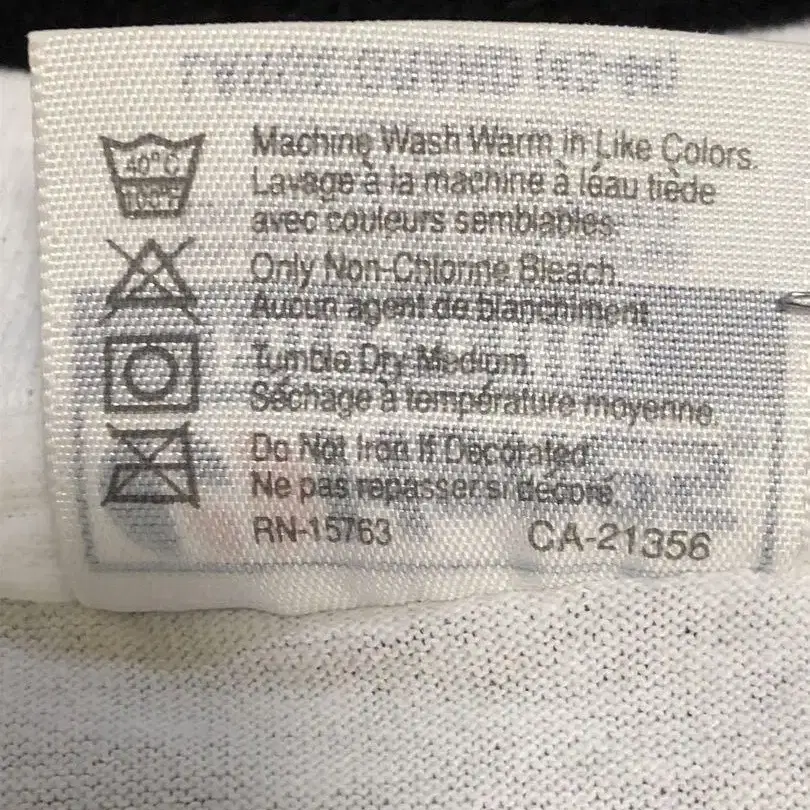 40°C
Machine Wash Warm in Like Colors.
Lavage à la machine à léau tiède
avec couleurs semblables.
Only Non-Chlorine Bleach.
Aucun agent de blanchiment
Tumble Dry Medium.
Séchage à température moyenne.
Do Not Iron If Decorated
Ne pas repasser si décoré.
RN-15763 CA-21356